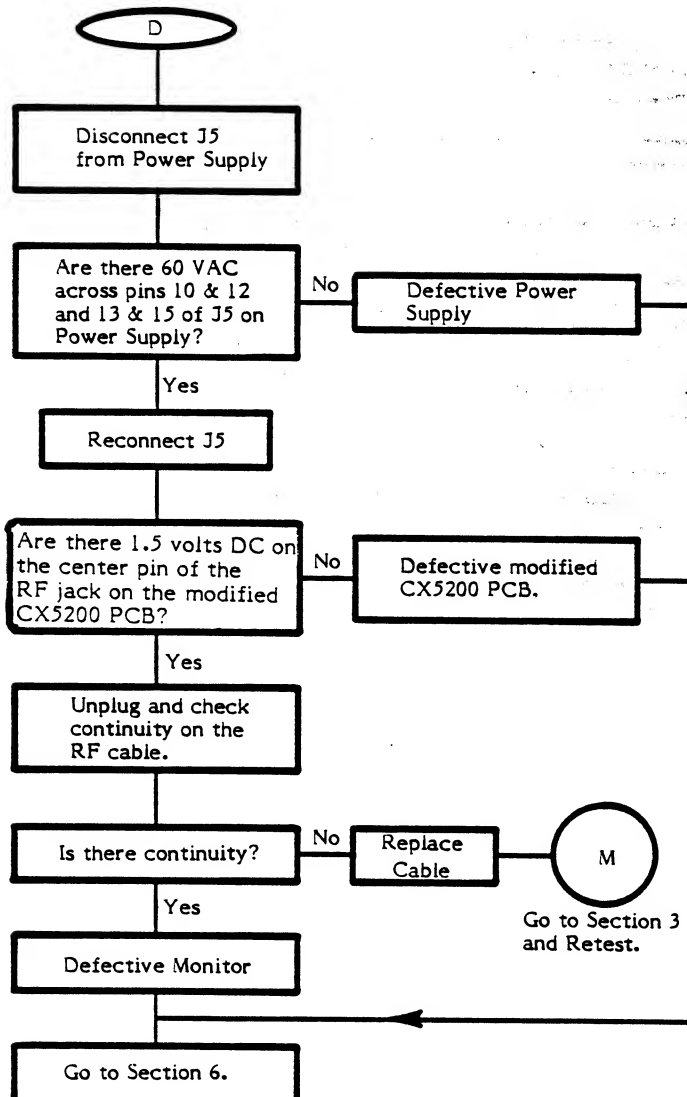 D
Disconnect J5
from Power Supply
Are there 60 VAC
across pins 10 & 12
and 13 & 15 of J5 on
Power Supply?
No
Defective Power
Supply
Yes
Reconnect J5
Are there 1.5 volts DC on
the center pin of the
RF jack on the modified
CX5200 PCB?
No
Defective modified
CX5200 PCB.
Yes
Unplug and check
continuity on the
RF cable.
Is there continuity?
No
Replace
Cable
M
Go to Section 3
and Retest.
Yes
Defective Monitor
Go to Section 6.